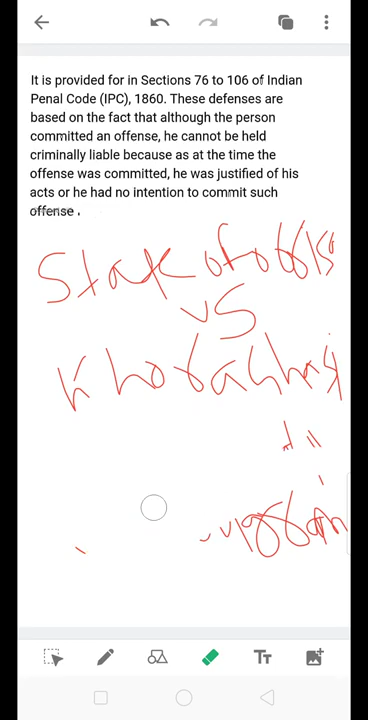 It is provided for in Sections 76 to 106 of Indian
Penal Code (IPC), 1860. These defenses are
based on the fact that although the person
committed an offense, he cannot be held
criminally liable because as at the time the
offense was committed, he was justified of his
acts or he had no intention to commit such
offense .
State of
vs
Tт